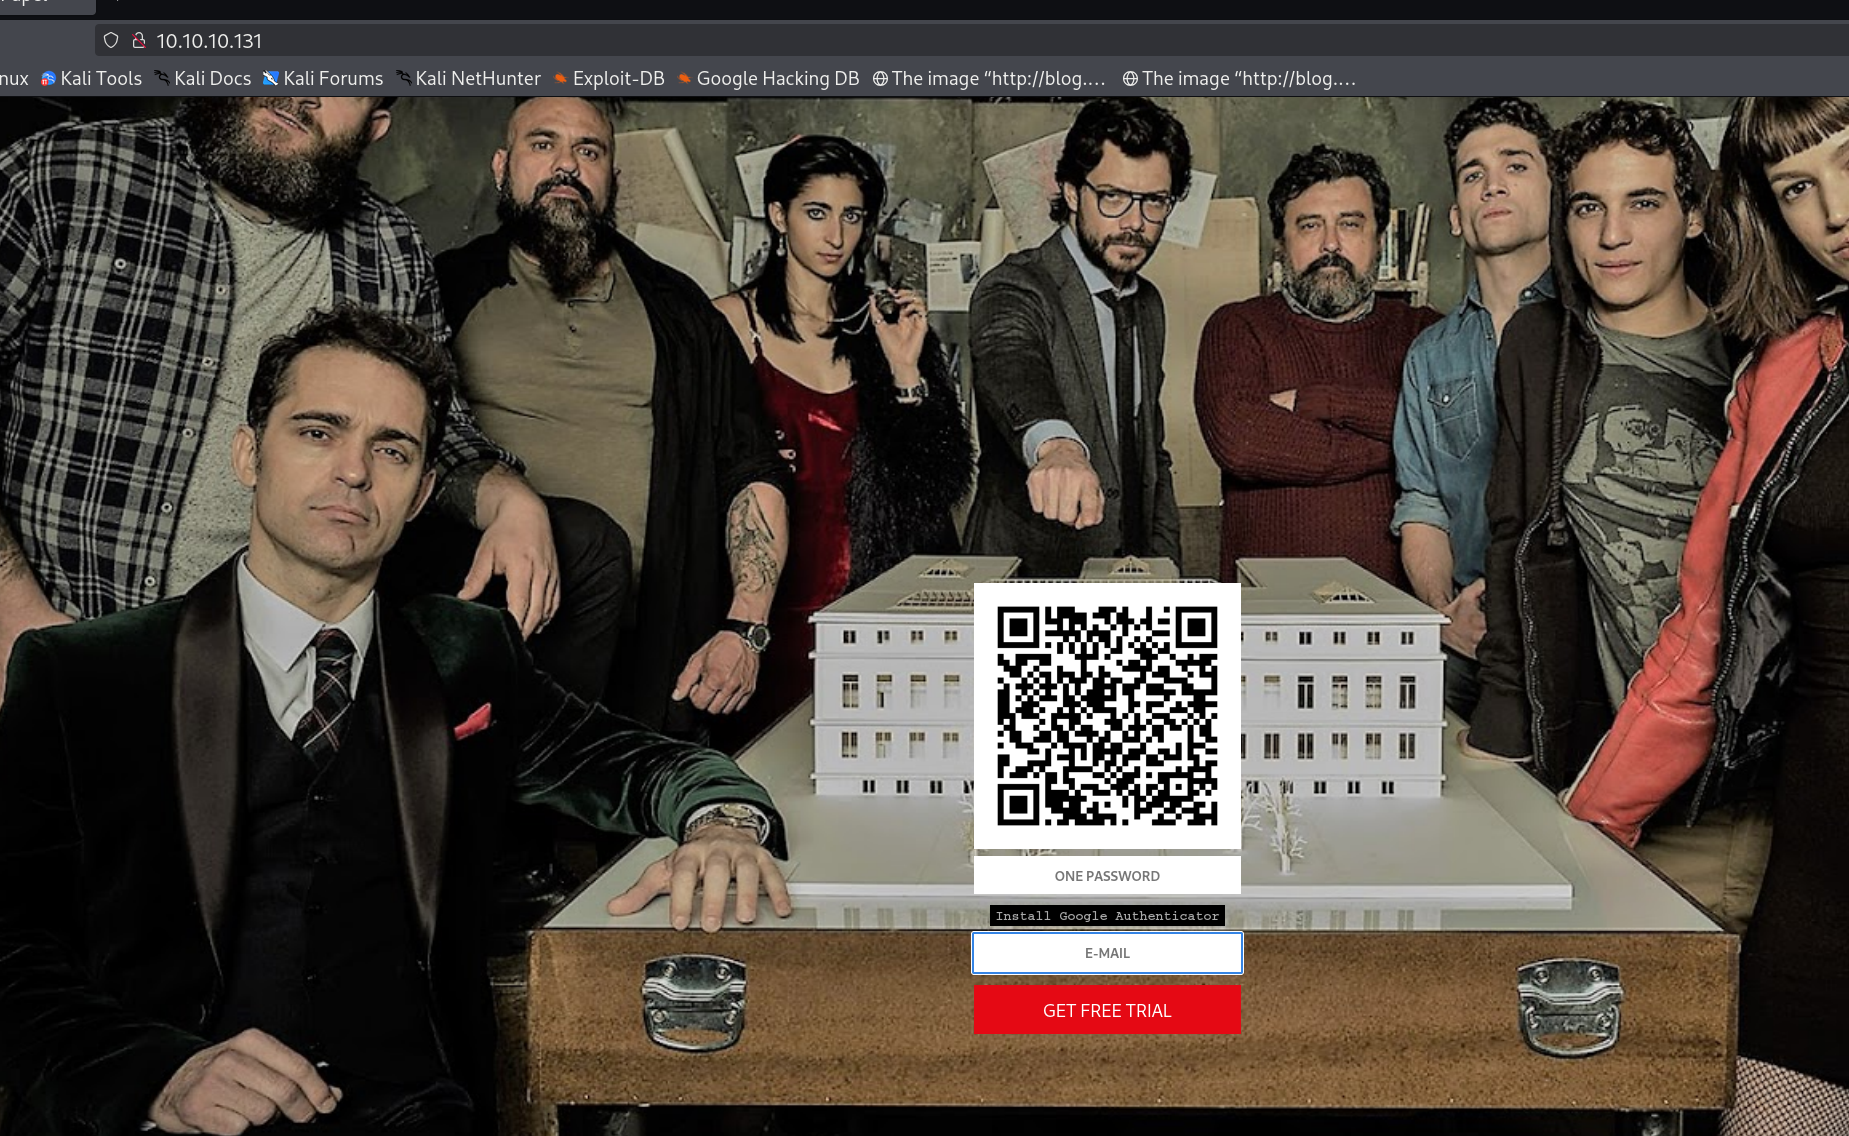 10.10.10.131
nux Kali Tools Kali Docs Kali Forums Kali NetHunter Exploit-DB Google Hacking DB The image “http://blog.... The image “http://blog....
ONE PASSWORD
Install Google Authenticator
E-MAIL
GET FREE TRIAL